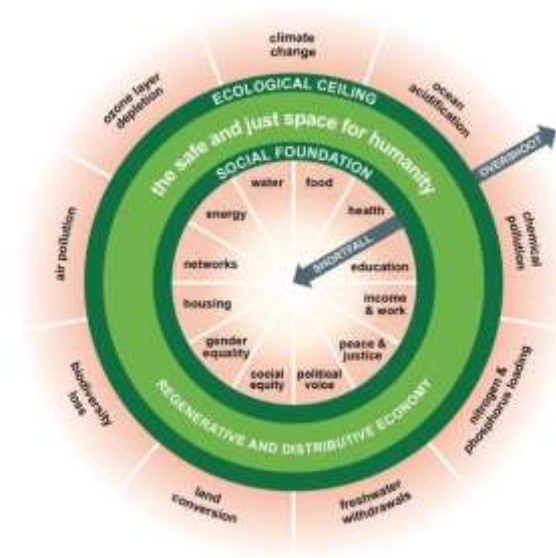 climate
change
ocean
acidification
chemical
pollution
nitrogen &
phosphorus loading
freshwater
withdrawals
land
conversion
biodiversity
loss
air pollution
ozone layer
depletion
ECOLOGICAL CEILING
the safe and just space for humanity
SOCIAL FOUNDATION
OVERSHOOT
SHORTFALL
water
food
health
education
income
& work
peace &
justice
political
voice
social
equity
gender
equality
housing
networks
energy
REGENERATIVE AND DISTRIBUTIVE ECONOMY